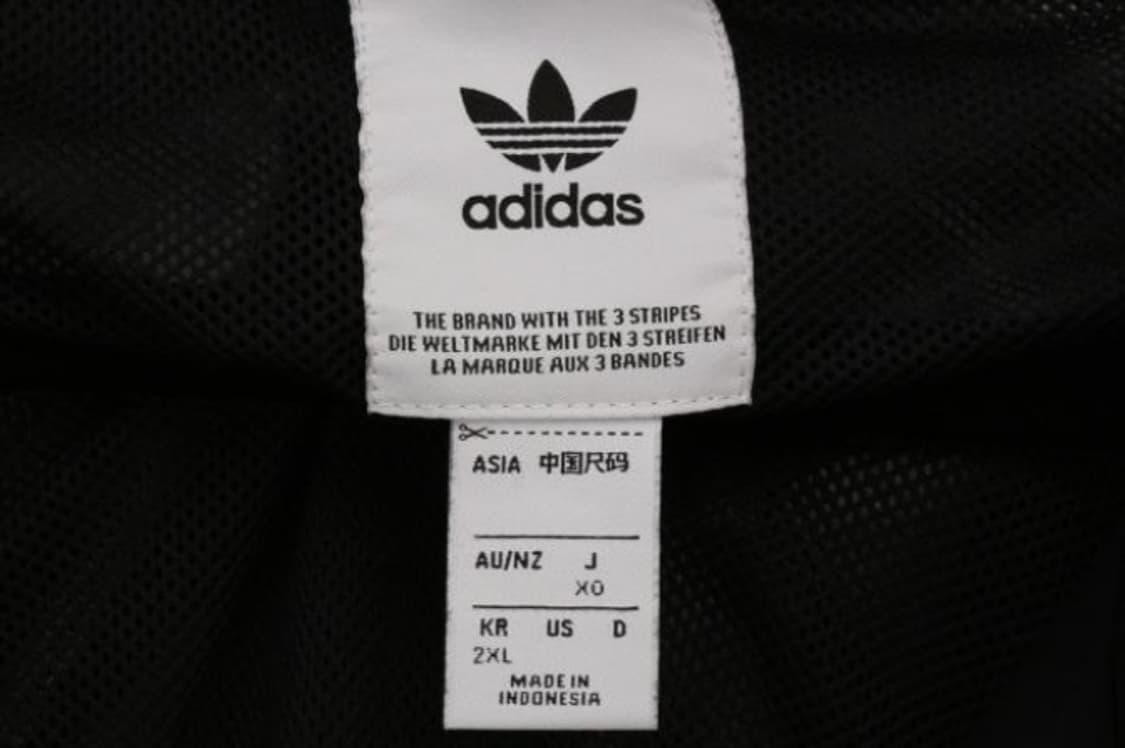 adidas
THE BRAND WITH THE 3 STRIPES
DIE WELTMARKE MIT DEN 3 STREIFEN
LA MARQUE AUX 3 BANDES
ASIA 中国尺码
AU/NZ J
XO
KR US D
2XL
MADE IN
INDONESIA